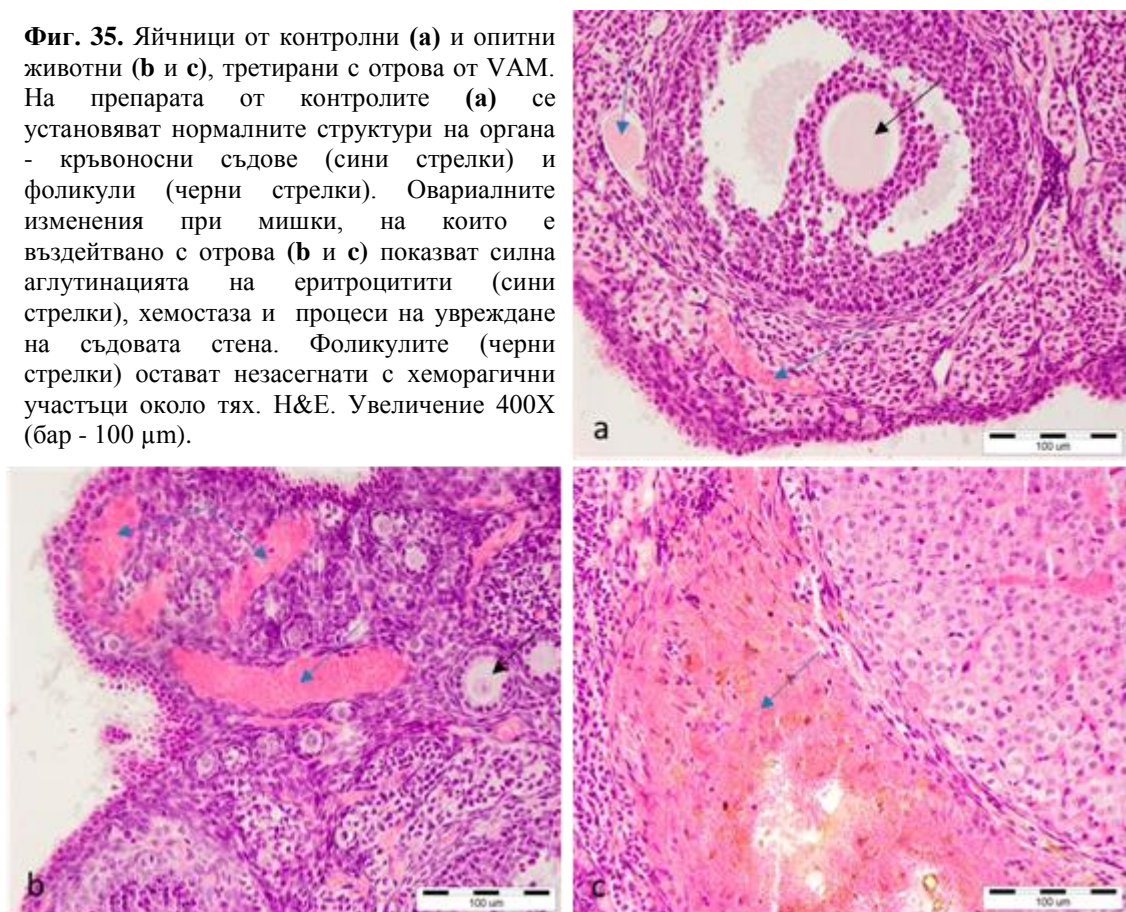 Фиг. 35. Яйчници от контролни (a) и опитни
животни (b и c), третирани с отрова от VAM.
На препарата от контролите (a) се
установяват нормалните структури на органа
- кръвоносни съдове (сини стрелки) и
фоликули (черни стрелки). Овариалните
изменения при мишки, на които е
въздейтвано с отрова (b и c) показват силна
аглутинацията на еритроцитити (сини
стрелки), хемостаза и процеси на увреждане
на съдовата стена. Фоликулите (черни
стрелки) остават незасегнати с хеморагични
участъци около тях. H&E. Увеличение 400X
(бар - 100 µm).
a
100 um
b
100 um
c
100 um